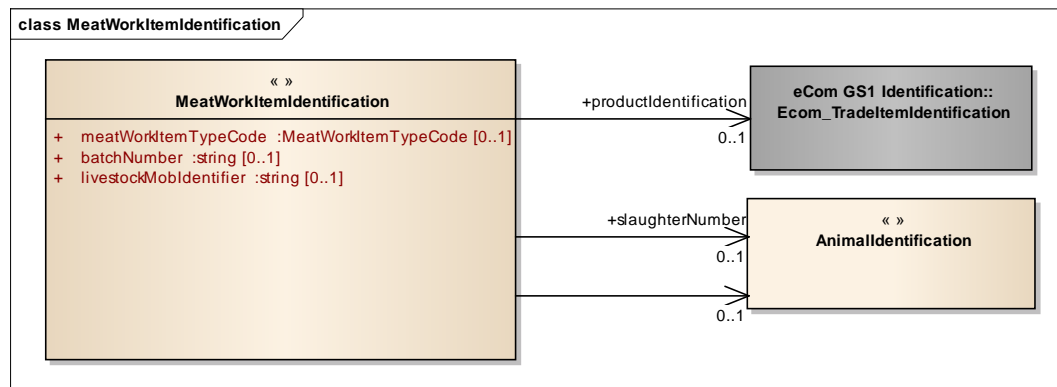 class MeatWorkItemIdentification
« »
MeatWorkItemIdentification
+ meatWorkItemTypeCode :MeatWorkItemTypeCode [0..1]
+ batchNumber :string [0..1]
+ livestockMobIdentifier :string [0..1]
+productIdentification
0..1
eCom GS1 Identification::
Ecom_TradeItemIdentification
+slaughterNumber
0..1
0..1
« »
AnimalIdentification